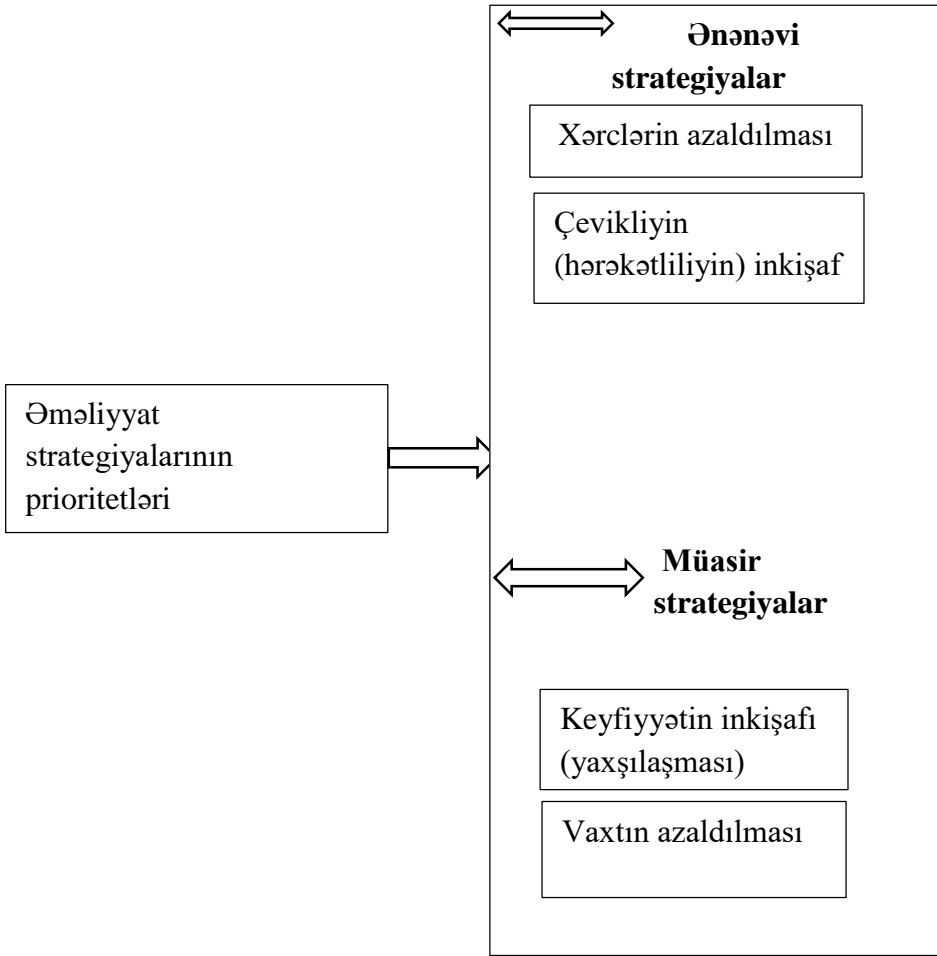 Ənənəvi
strategiyalar
Xərclərin azaldılması
Çevikliyin
(hərəkətliliyin) inkişaf
Əməliyyat
strategiyalarının
prioritetləri
Müasir
strategiyalar
Keyfiyyətin inkişafı
(yaxşılaşması)
Vaxtın azaldılması